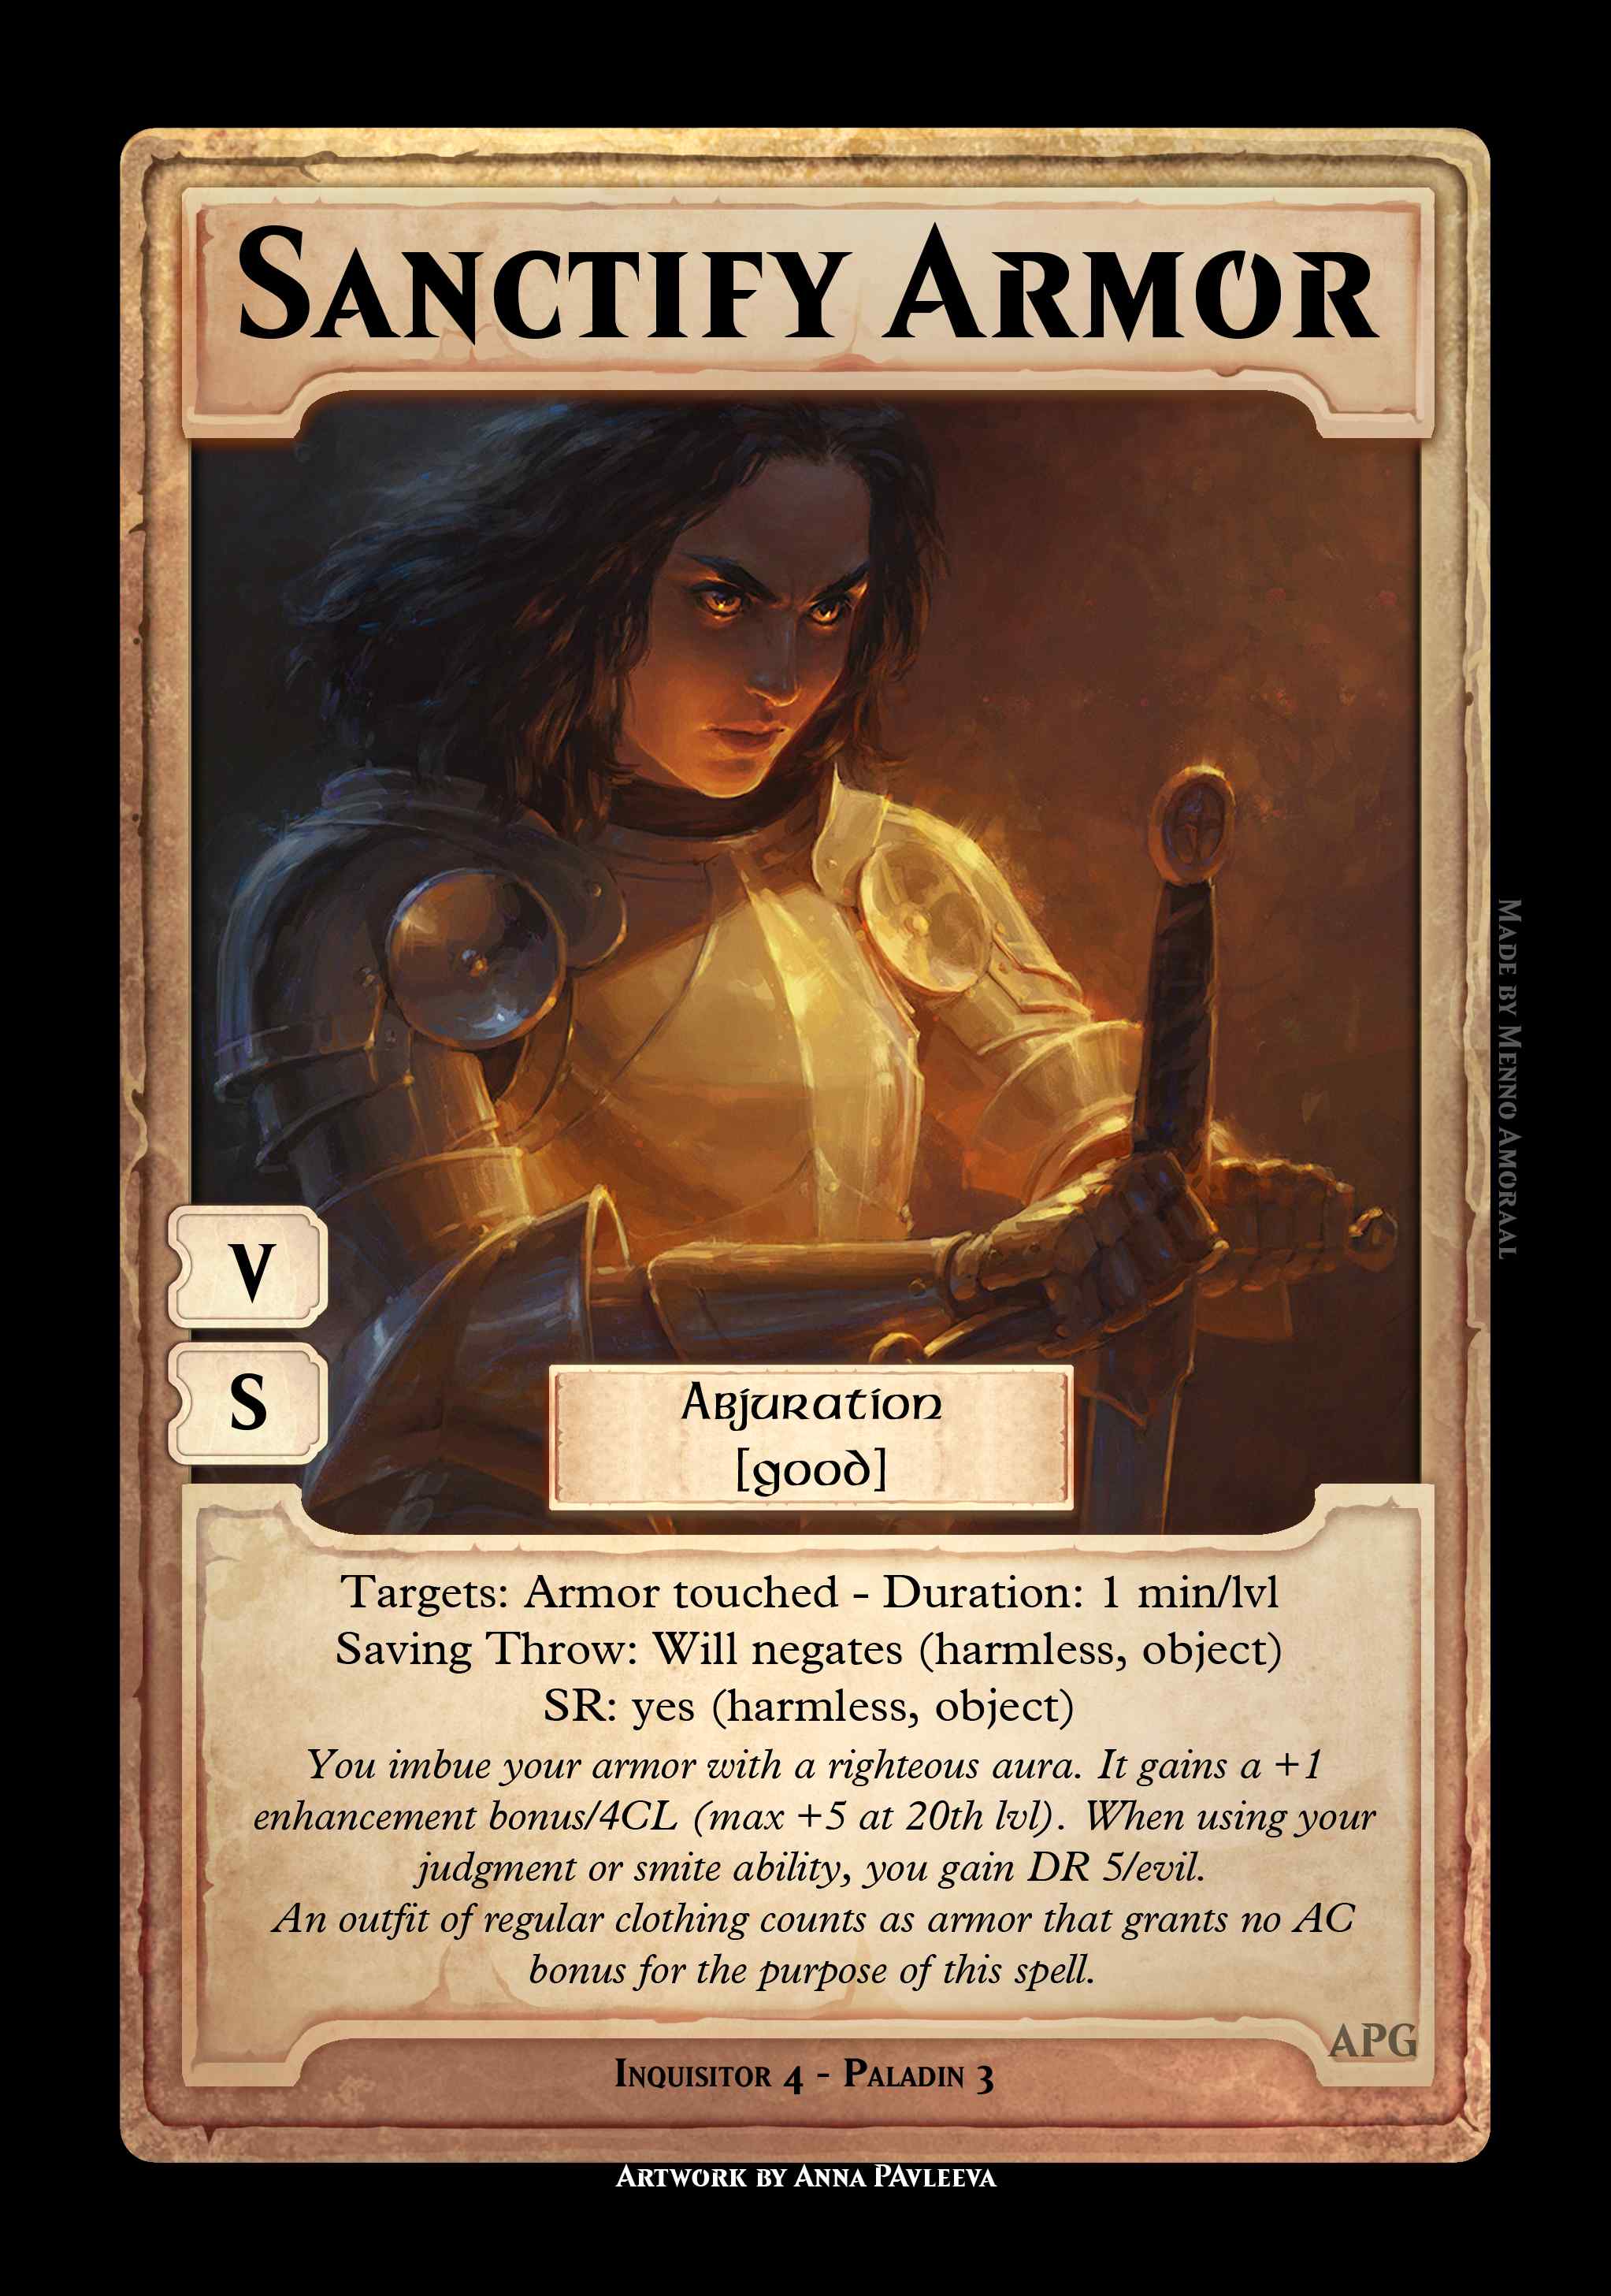 Sanctify Armor
V
S
Abjuration
[good]
Targets: Armor touched - Duration: 1 min/lvl
Saving Throw: Will negates (harmless, object)
SR: yes (harmless, object)
You imbue your armor with a righteous aura. It gains a +1
enhancement bonus/4CL (max +5 at 20th lvl). When using your
judgment or smite ability, you gain DR 5/evil.
An outfit of regular clothing counts as armor that grants no AC
bonus for the purpose of this spell.
APG
Inquisitor 4 - Paladin 3
Artwork by Anna PAvleeva
Made by Menno Amoraal